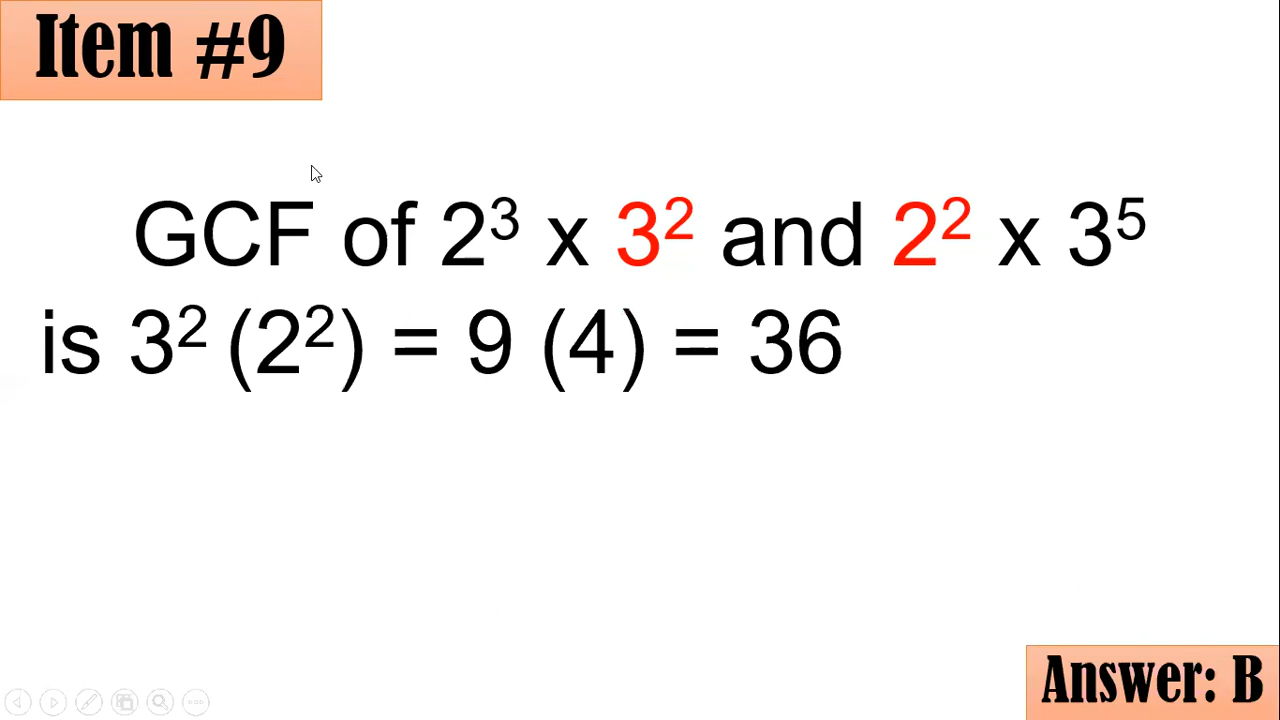 Item #9
GCF of 2³ x 3² and 2² x 3⁵
is 3² (2²) = 9 (4) = 36
Answer: B